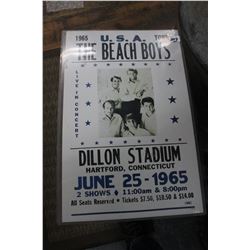 1965 U.S.A. TOUR
THE BEACH BOYS
LIVE IN CONCERT
DILLON STADIUM
HARTFORD, CONNECTICUT
JUNE 25-1965
2 SHOWS ♦ 11:00am & 8:00pm
All Seats Reserved • Tickets $7.50, $10.50 & $14.00